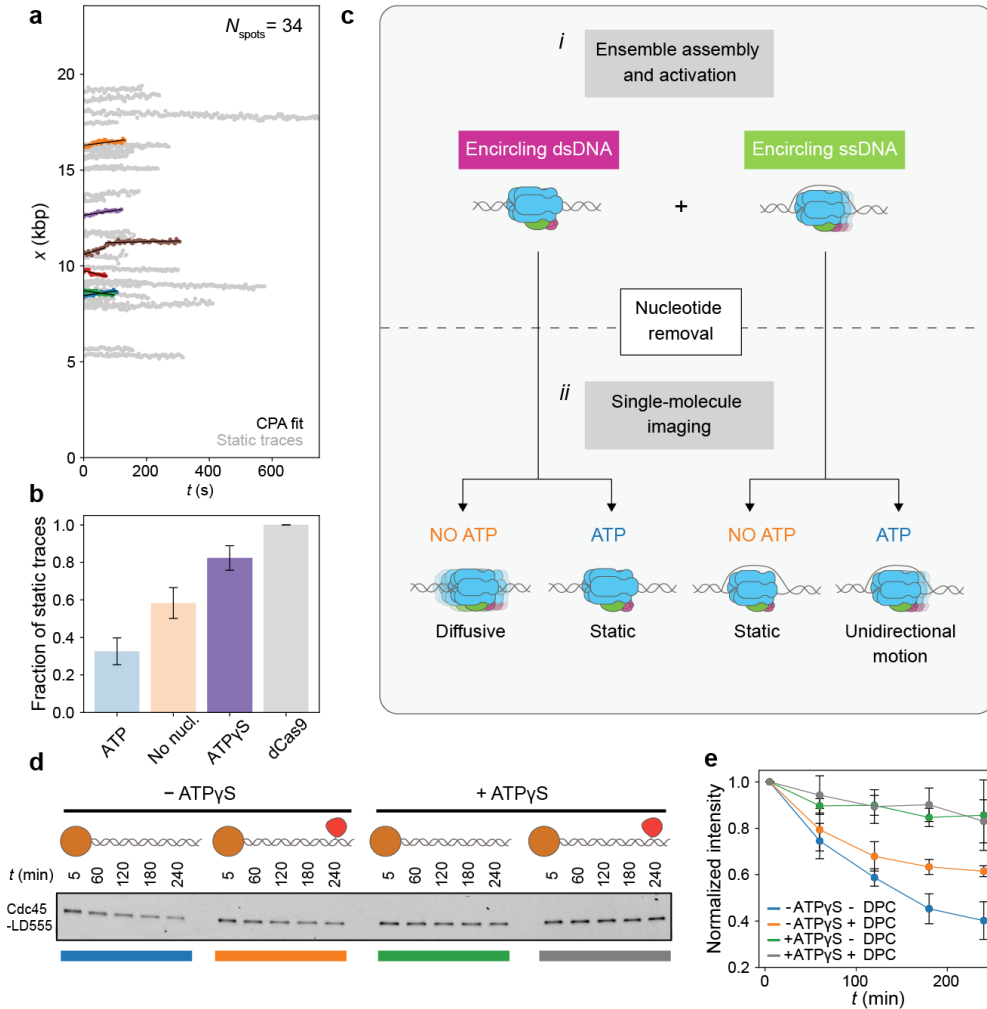 a
N_spots = 34
20
15
10
5
0
x (kbp)
CPA fit
Static traces
0 200 400 600
t (s)
b
Fraction of static traces
1.0
0.8
0.6
0.4
0.2
0.0
ATP
No nucl.
ATPγS
dCas9
c
i
Ensemble assembly
and activation
Encircling dsDNA
+
Encircling ssDNA
Nucleotide
removal
ii
Single-molecule
imaging
NO ATP
ATP
NO ATP
ATP
Diffusive
Static
Static
Unidirectional
motion
d
– ATPγS
+ ATPγS
t (min) 5 60 120 180 240 5 60 120 180 240 5 60 120 180 240 5 60 120 180 240
Cdc45
-LD555
e
Normalized intensity
1.0
0.8
0.6
0.4
0.2
-ATPγS - DPC
-ATPγS + DPC
+ATPγS - DPC
+ATPγS + DPC
0 100 200
t (min)